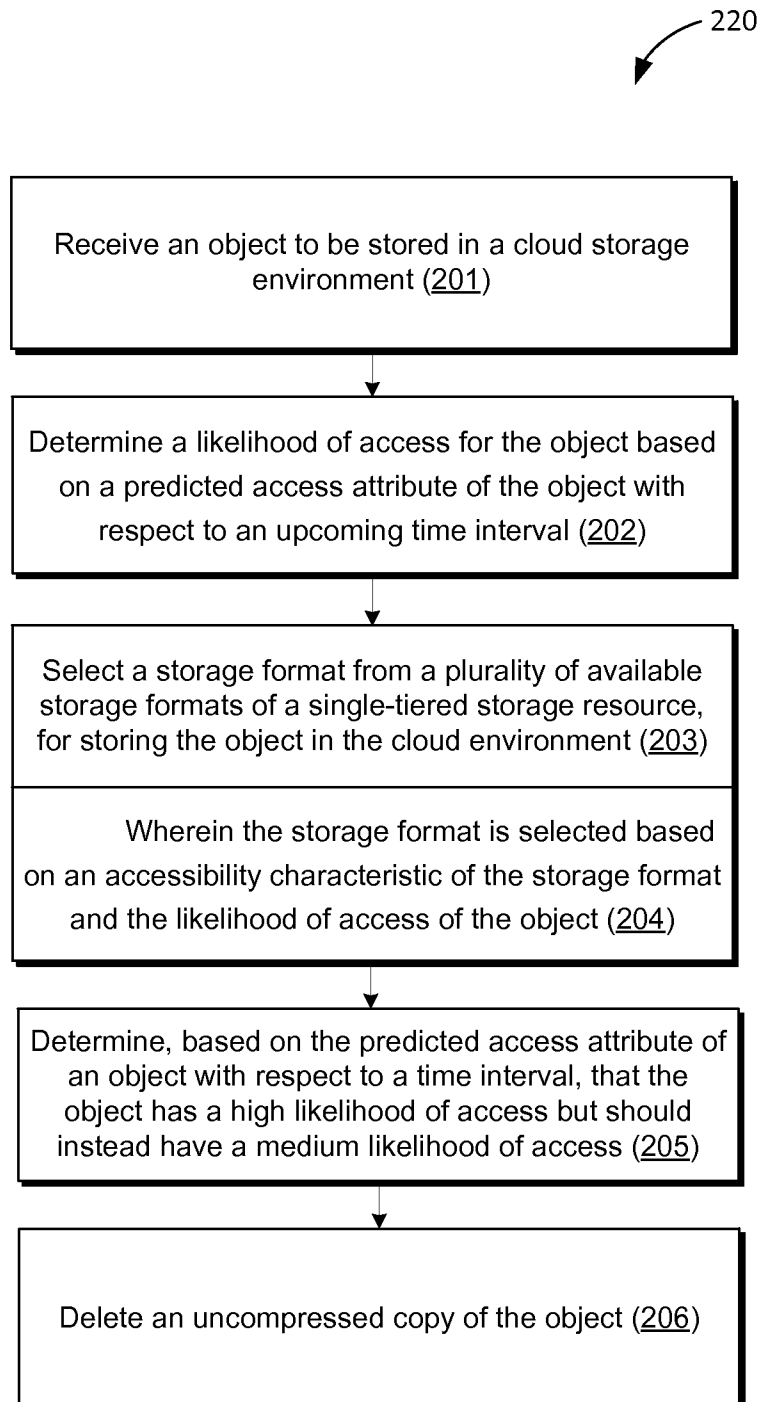 220
Receive an object to be stored in a cloud storage
environment (201)
Determine a likelihood of access for the object based
on a predicted access attribute of the object with
respect to an upcoming time interval (202)
Select a storage format from a plurality of available
storage formats of a single-tiered storage resource,
for storing the object in the cloud environment (203)
Wherein the storage format is selected based
on an accessibility characteristic of the storage format
and the likelihood of access of the object (204)
Determine, based on the predicted access attribute of
an object with respect to a time interval, that the
object has a high likelihood of access but should
instead have a medium likelihood of access (205)
Delete an uncompressed copy of the object (206)